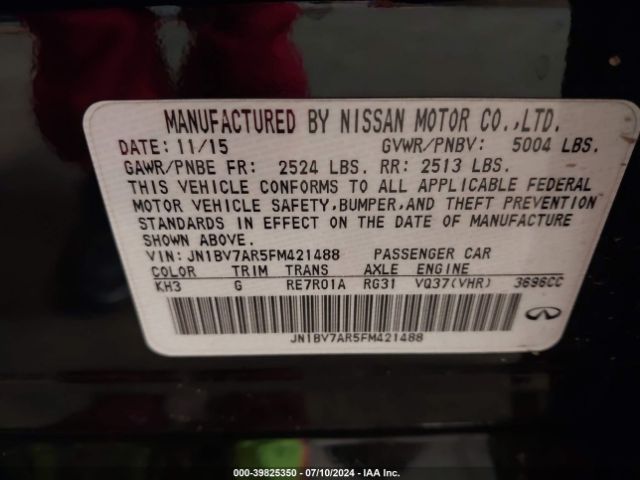 MANUFACTURED BY NISSAN MOTOR CO.,LTD.
DATE: 11/15 GVWR/PNBV: 5004 LBS.
GAWR/PNBE FR: 2524 LBS. RR: 2513 LBS.
THIS VEHICLE CONFORMS TO ALL APPLICABLE FEDERAL
MOTOR VEHICLE SAFETY,BUMPER,AND THEFT PREVENTION
STANDARDS IN EFFECT ON THE DATE OF MANUFACTURE
SHOWN ABOVE.
VIN: JN1BV7AR5FM421488 PASSENGER CAR
COLOR TRIM TRANS AXLE ENGINE
KH3 G RE7R01A RG31 VQ37(VHR) 3696CC
JN1BV7AR5FM421488
000-39825350 - 07/10/2024 - IAA Inc.